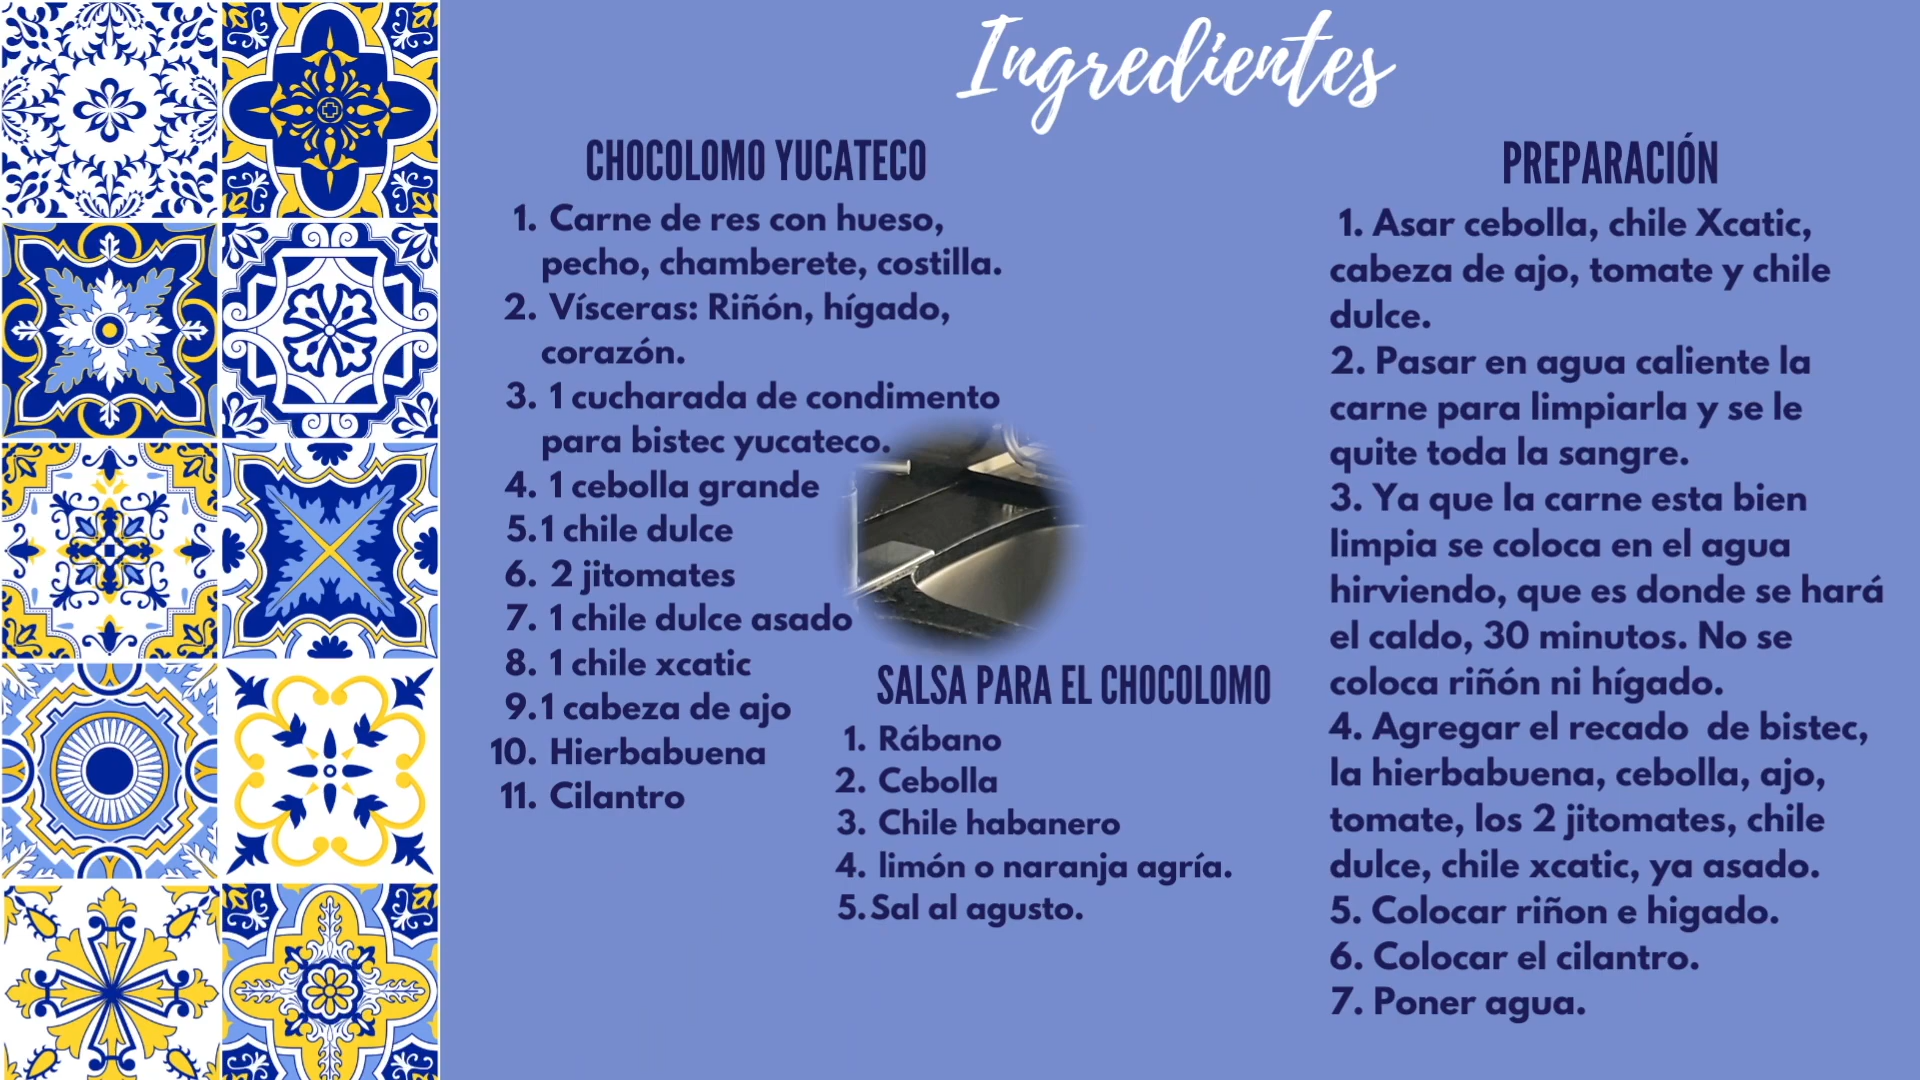 Ingredientes
CHOCOLOMO YUCATECO
1. Carne de res con hueso,
pecho, chamberete, costilla.
2. Vísceras: Riñón, hígado,
corazón.
3. 1 cucharada de condimento
para bistec yucateco.
4. 1 cebolla grande
5.1 chile dulce
6. 2 jitomates
7. 1 chile dulce asado
8. 1 chile xcatic
9.1 cabeza de ajo
10. Hierbabuena
11. Cilantro
SALSA PARA EL CHOCOLOMO
1. Rábano
2. Cebolla
3. Chile habanero
4. limón o naranja agría.
5.Sal al agusto.
PREPARACIÓN
1. Asar cebolla, chile Xcatic,
cabeza de ajo, tomate y chile
dulce.
2. Pasar en agua caliente la
carne para limpiarla y se le
quite toda la sangre.
3. Ya que la carne esta bien
limpia se coloca en el agua
hirviendo, que es donde se hará
el caldo, 30 minutos. No se
coloca riñón ni hígado.
4. Agregar el recado  de bistec,
la hierbabuena, cebolla, ajo,
tomate, los 2 jitomates, chile
dulce, chile xcatic, ya asado.
5. Colocar riñon e higado.
6. Colocar el cilantro.
7. Poner agua.